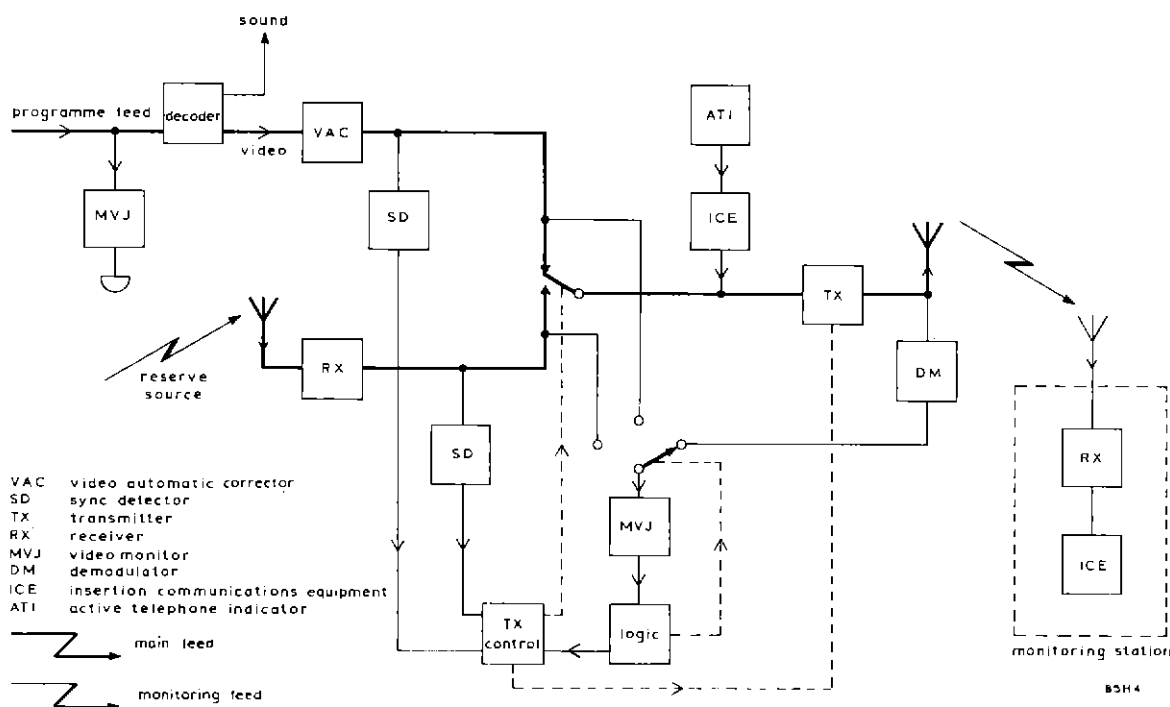 sound
programme feed
decoder
VAC
video
ATI
MVJ
SD
ICE
TX
RX
reserve
source
DM
SD
RX
MVJ
ICE
TX
control
logic
monitoring station
VAC video automatic corrector
SD sync detector
TX transmitter
RX receiver
MVJ video monitor
DM demodulator
ICE insertion communications equipment
ATI active telephone indicator
main feed
monitoring feed
BSH4